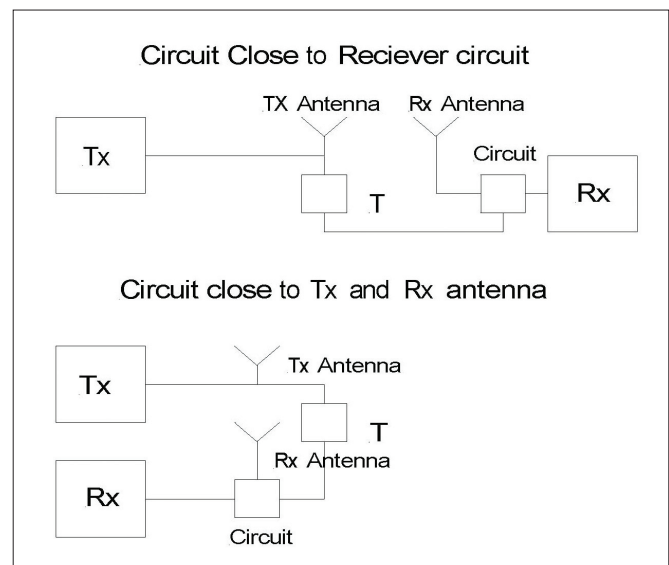 Circuit Close to Reciever circuit
TX Antenna
Rx Antenna
Tx
Circuit
Rx
T
Circuit close to Tx and Rx antenna
Tx
Tx Antenna
T
Rx Antenna
Rx
Circuit